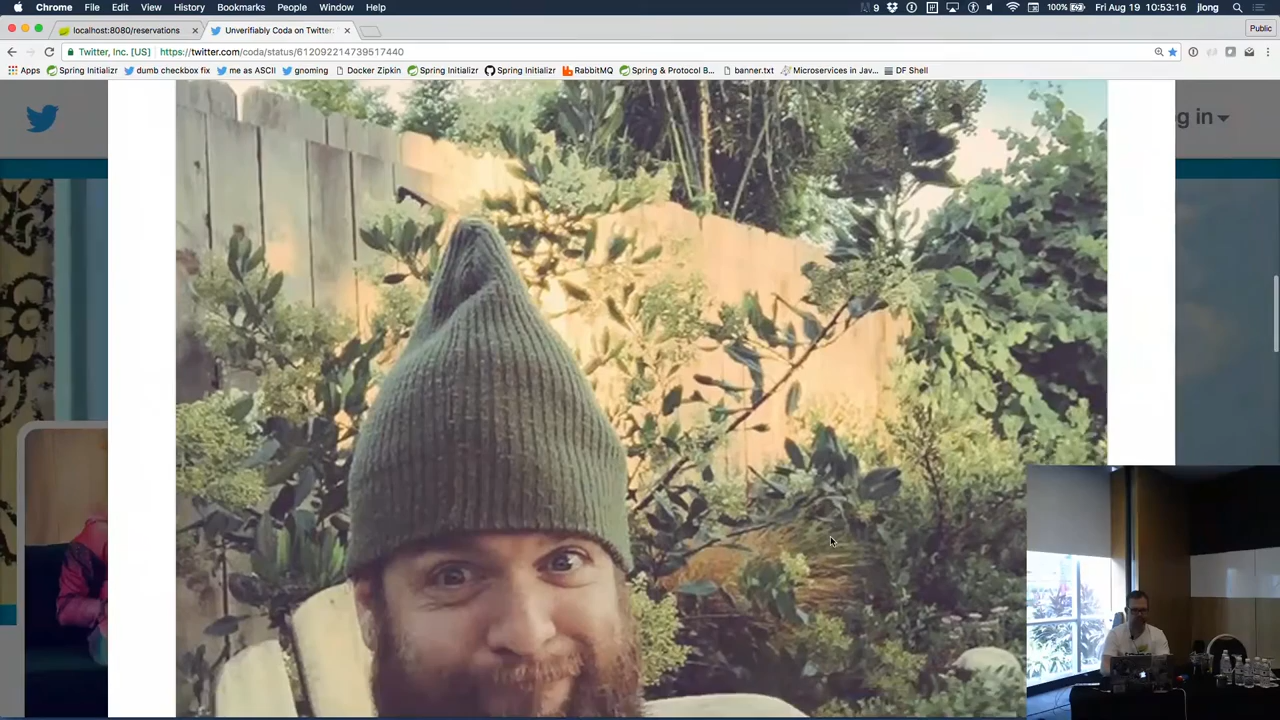 Chrome File Edit View History Bookmarks People Window Help 9 100% Fri Aug 19 10:53:16 jlong
localhost:8080/reservations Unverifiably Coda on Twitter: Public
Twitter, Inc. [US] https://twitter.com/coda/status/612092214739517440
Apps Spring Initializr dumb checkbox fix me as ASCII gnoming Docker Zipkin Spring Initializr Spring Initializr RabbitMQ Spring & Protocol B... banner.txt Microservices in Jav... DF Shell
g in